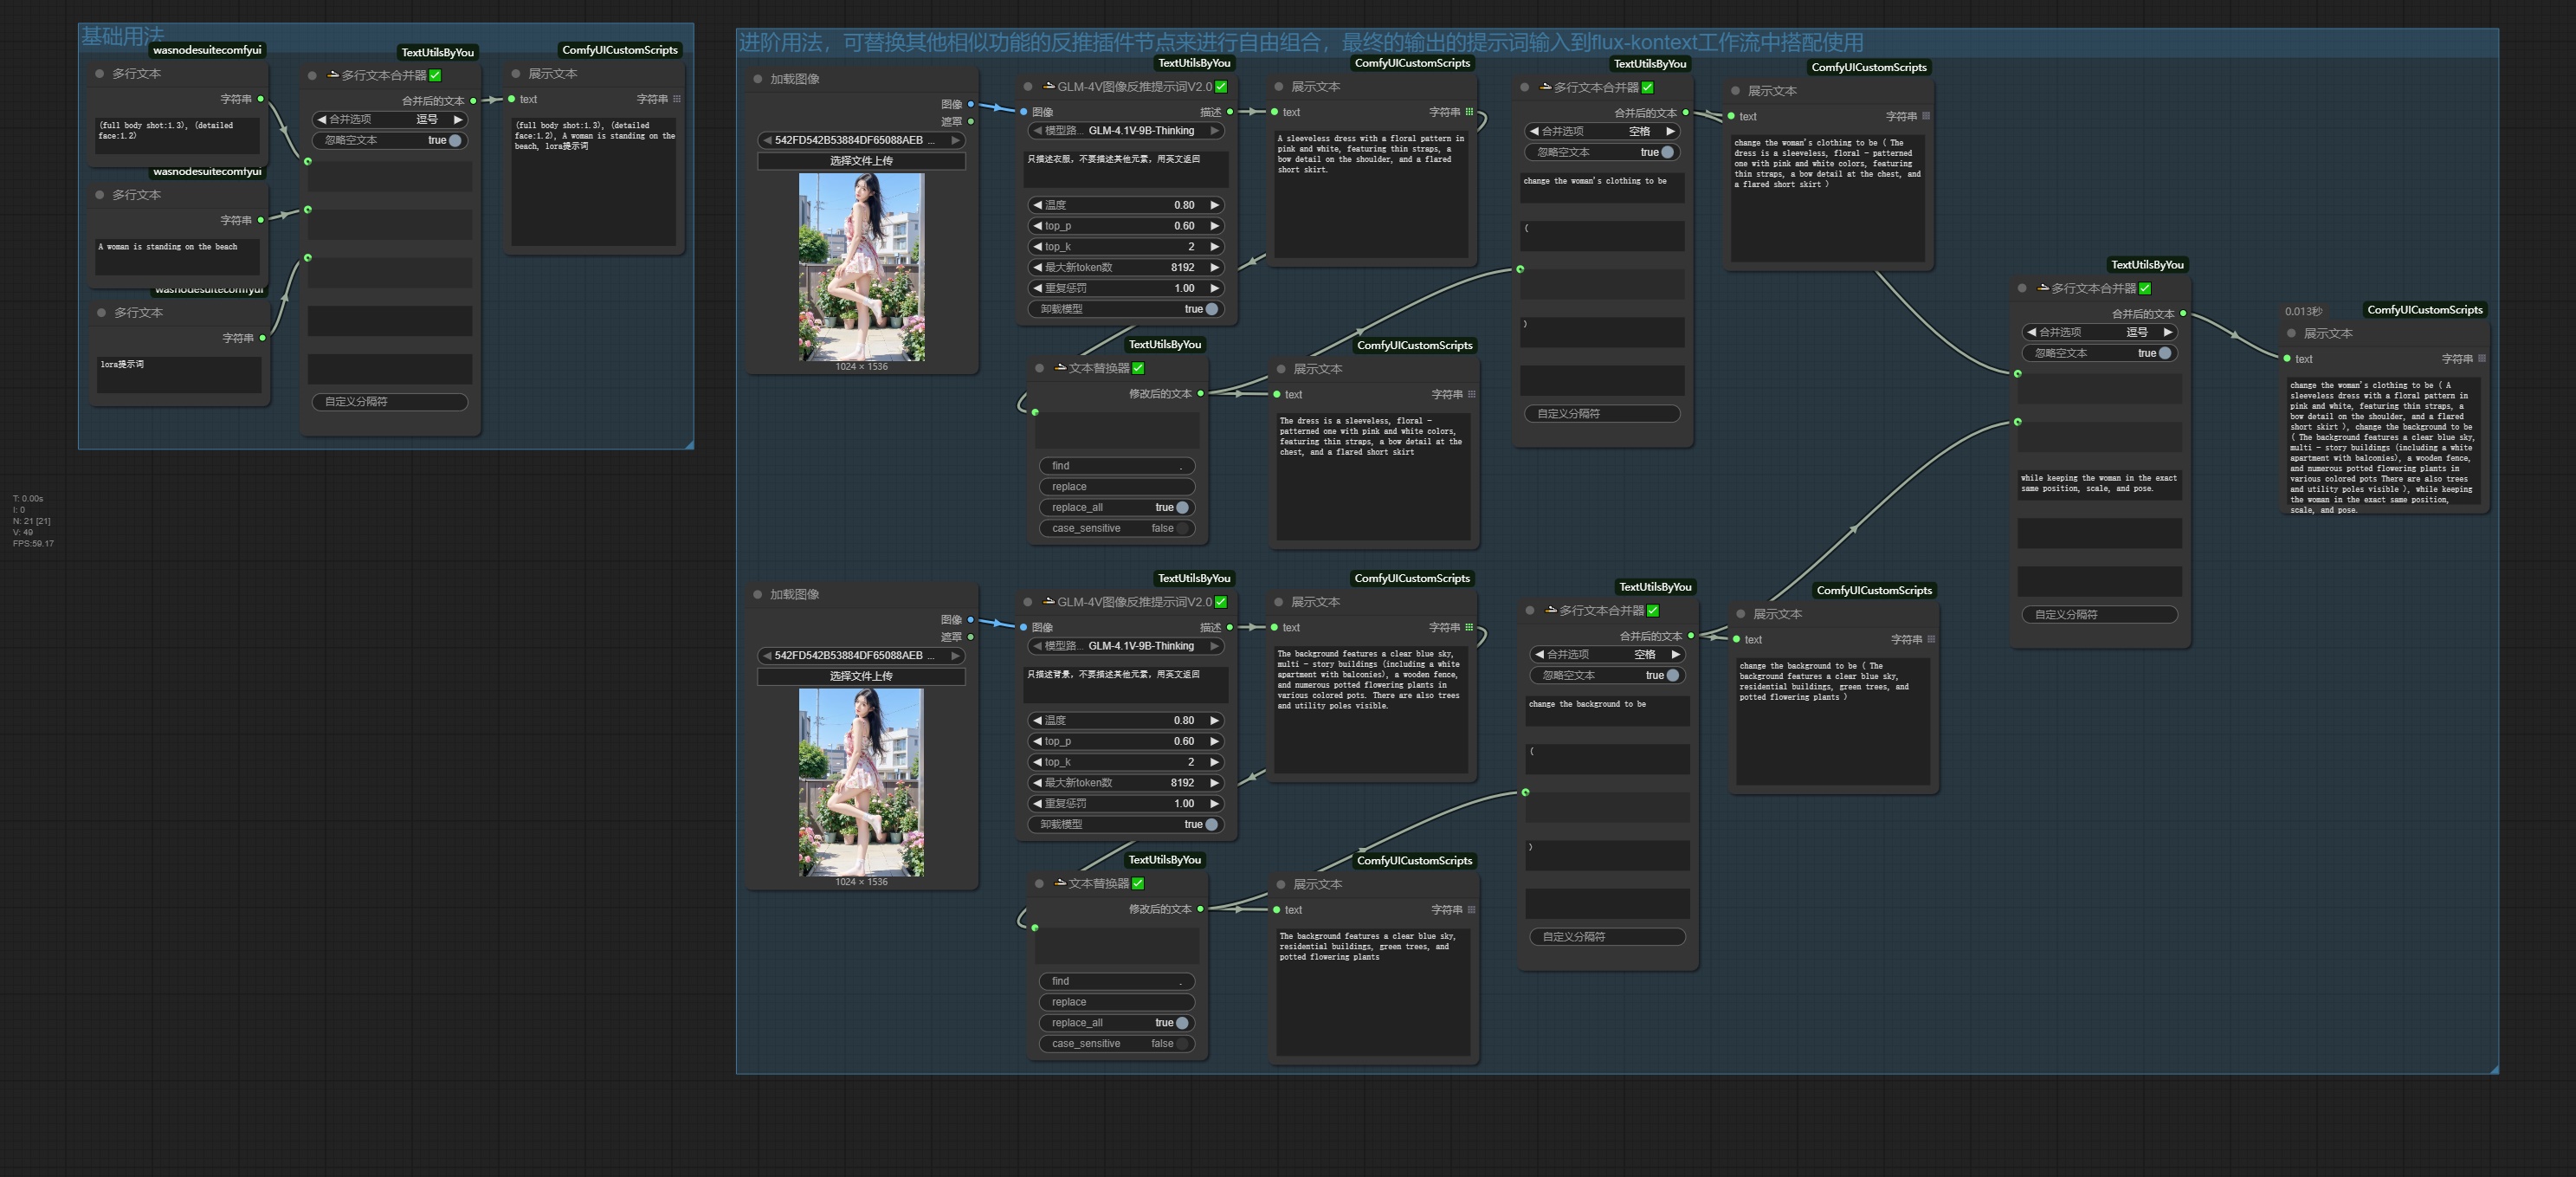 基础用法
wasnodesuitecomfyui
多行文本
字符串
(full body shot:1.3), (detailed
face:1.2)
wasnodesuitecomfyui
多行文本
字符串
A woman is standing on the beach
wasnodesuitecomfyui
多行文本
字符串
lora提示词
TextUtilsByYou
多行文本合并器
合并后的文本
合并选项 逗号
忽略空文本 true
自定义分隔符
ComfyUICustomScripts
展示文本
text 字符串
(full body shot:1.3), (detailed
face:1.2), A woman is standing on the
beach, lora提示词
T: 0.00s
I: 0
N: 21 [21]
V: 49
FPS:59.17
进阶用法，可替换其他相似功能的反推插件节点来进行自由组合，最终的输出的提示词输入到flux-kontext工作流中搭配使用
加载图像
图像
遮罩
542FD542B53884DF65088AEB ...
选择文件上传
1024 × 1536
TextUtilsByYou
GLM-4V图像反推提示词V2.0
图像 描述
模型路... GLM-4.1V-9B-Thinking
只描述衣服，不要描述其他元素，用英文返回
温度 0.80
top_p 0.60
top_k 2
最大新token数 8192
重复惩罚 1.00
卸载模型 true
ComfyUICustomScripts
展示文本
text 字符串
A sleeveless dress with a floral pattern in
pink and white, featuring thin straps, a
bow detail on the shoulder, and a flared
short skirt.
TextUtilsByYou
文本替换器
修改后的文本
find .
replace
replace_all true
case_sensitive false
ComfyUICustomScripts
展示文本
text 字符串
The dress is a sleeveless, floral -
patterned one with pink and white colors,
featuring thin straps, a bow detail at the
chest, and a flared short skirt
TextUtilsByYou
多行文本合并器
合并后的文本
合并选项 空格
忽略空文本 true
change the woman's clothing to be
(
)
自定义分隔符
ComfyUICustomScripts
展示文本
text 字符串
change the woman's clothing to be ( The
dress is a sleeveless, floral - patterned
one with pink and white colors, featuring
thin straps, a bow detail at the chest, and
a flared short skirt )
加载图像
图像
遮罩
542FD542B53884DF65088AEB ...
选择文件上传
1024 × 1536
TextUtilsByYou
GLM-4V图像反推提示词V2.0
图像 描述
模型路... GLM-4.1V-9B-Thinking
只描述背景，不要描述其他元素，用英文返回
温度 0.80
top_p 0.60
top_k 2
最大新token数 8192
重复惩罚 1.00
卸载模型 true
ComfyUICustomScripts
展示文本
text 字符串
The background features a clear blue sky,
multi - story buildings (including a white
apartment with balconies), a wooden fence,
and numerous potted flowering plants in
various colored pots. There are also trees
and utility poles visible.
TextUtilsByYou
文本替换器
修改后的文本
find .
replace
replace_all true
case_sensitive false
ComfyUICustomScripts
展示文本
text 字符串
The background features a clear blue sky,
residential buildings, green trees, and
potted flowering plants
TextUtilsByYou
多行文本合并器
合并后的文本
合并选项 空格
忽略空文本 true
change the background to be
(
)
自定义分隔符
ComfyUICustomScripts
展示文本
text 字符串
change the background to be ( The
background features a clear blue sky,
residential buildings, green trees, and
potted flowering plants )
TextUtilsByYou
多行文本合并器
合并后的文本
合并选项 逗号
忽略空文本 true
while keeping the woman in the exact
same position, scale, and pose.
自定义分隔符
0.013秒
ComfyUICustomScripts
展示文本
text 字符串
change the woman's clothing to be ( A
sleeveless dress with a floral pattern in
pink and white, featuring thin straps, a
bow detail on the shoulder, and a flared
short skirt ), change the background to be
( The background features a clear blue sky,
multi - story buildings (including a white
apartment with balconies), a wooden fence,
and numerous potted flowering plants in
various colored pots There are also trees
and utility poles visible ), while keeping
the woman in the exact same position,
scale, and pose.